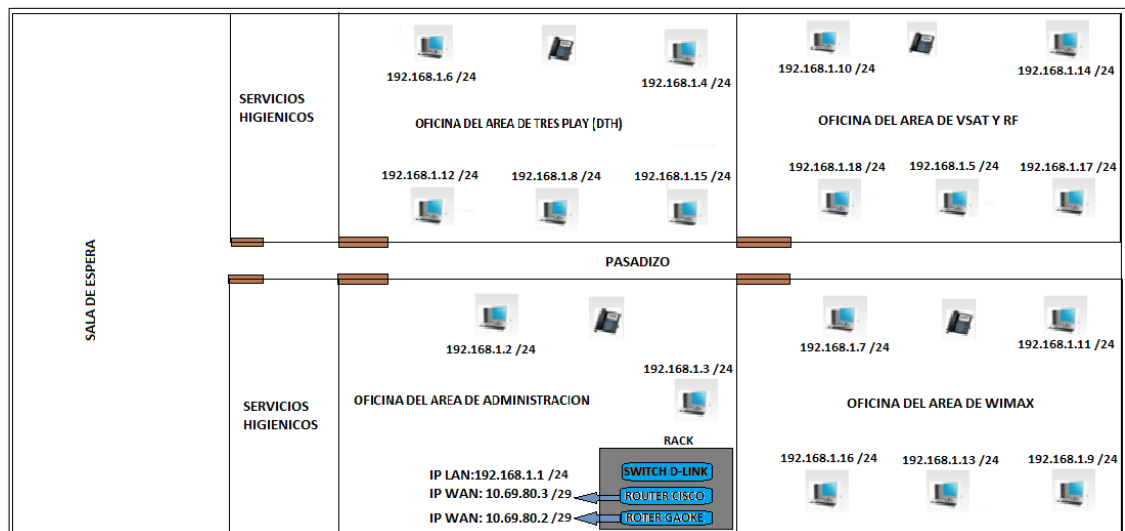 192.168.1.6 /24
192.168.1.4 /24
192.168.1.10 /24
192.168.1.14 /24
SERVICIOS
HIGIENICOS
OFICINA DEL AREA DE TRES PLAY (DTH)
OFICINA DEL AREA DE VSAT Y RF
192.168.1.12 /24
192.168.1.8 /24
192.168.1.15 /24
192.168.1.18 /24
192.168.1.5 /24
192.168.1.17 /24
SALA DE ESPERA
PASADIZO
192.168.1.2 /24
192.168.1.3 /24
192.168.1.7 /24
192.168.1.11 /24
SERVICIOS
HIGIENICOS
OFICINA DEL AREA DE ADMINISTRACION
OFICINA DEL AREA DE WIMAX
RACK
SWITCH D-LINK
ROUTER CISCO
ROTER GAOKE
IP LAN:192.168.1.1 /24
IP WAN: 10.69.80.3 /29
IP WAN: 10.69.80.2 /29
192.168.1.16 /24
192.168.1.13 /24
192.168.1.9 /24